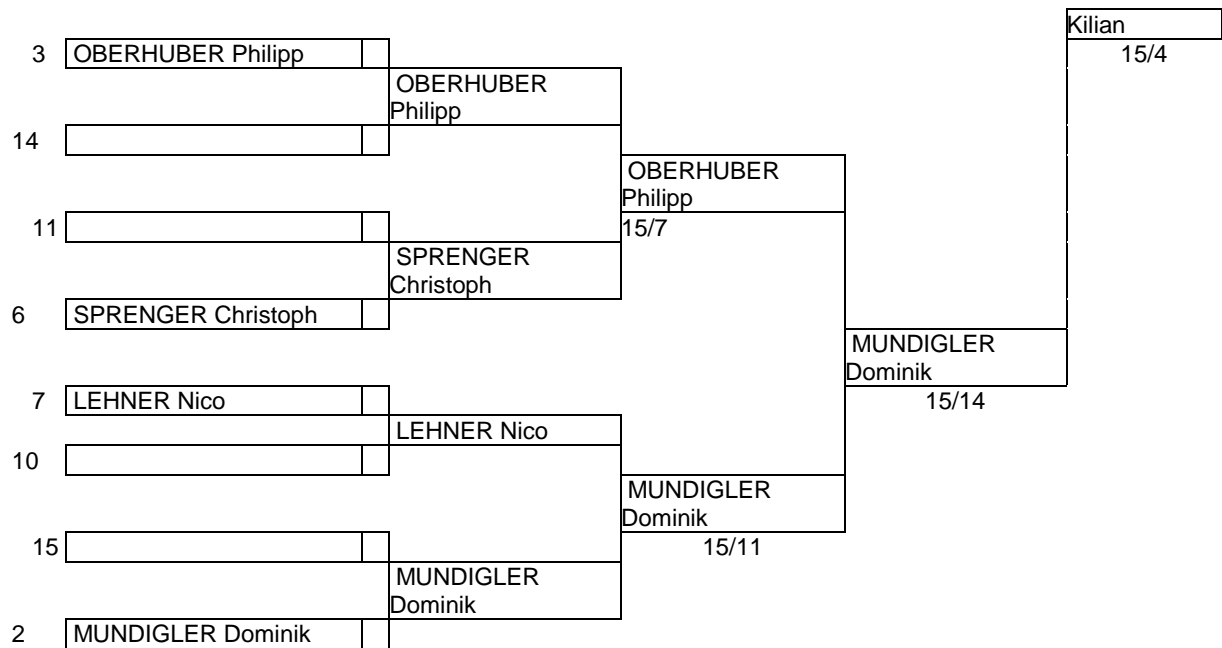 Kilian
3 OBERHUBER Philipp
15/4
OBERHUBER
Philipp
14
OBERHUBER
Philipp
11
15/7
SPRENGER
Christoph
6 SPRENGER Christoph
MUNDIGLER
Dominik
7 LEHNER Nico
15/14
LEHNER Nico
10
MUNDIGLER
Dominik
15
15/11
MUNDIGLER
Dominik
2 MUNDIGLER Dominik